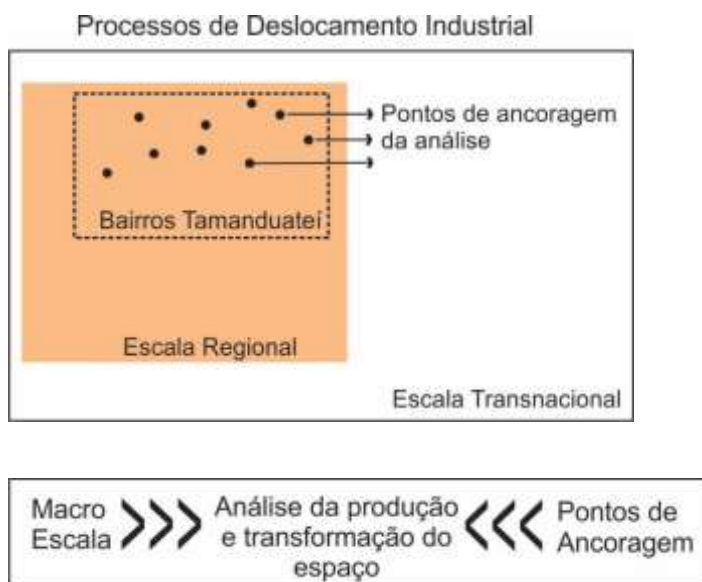 Processos de Deslocamento Industrial
Pontos de ancoragem
da análise
Bairros Tamanduateí
Escala Regional
Escala Transnacional
Macro
Escala
Análise da produção
e transformação do
espaço
Pontos de
Ancoragem